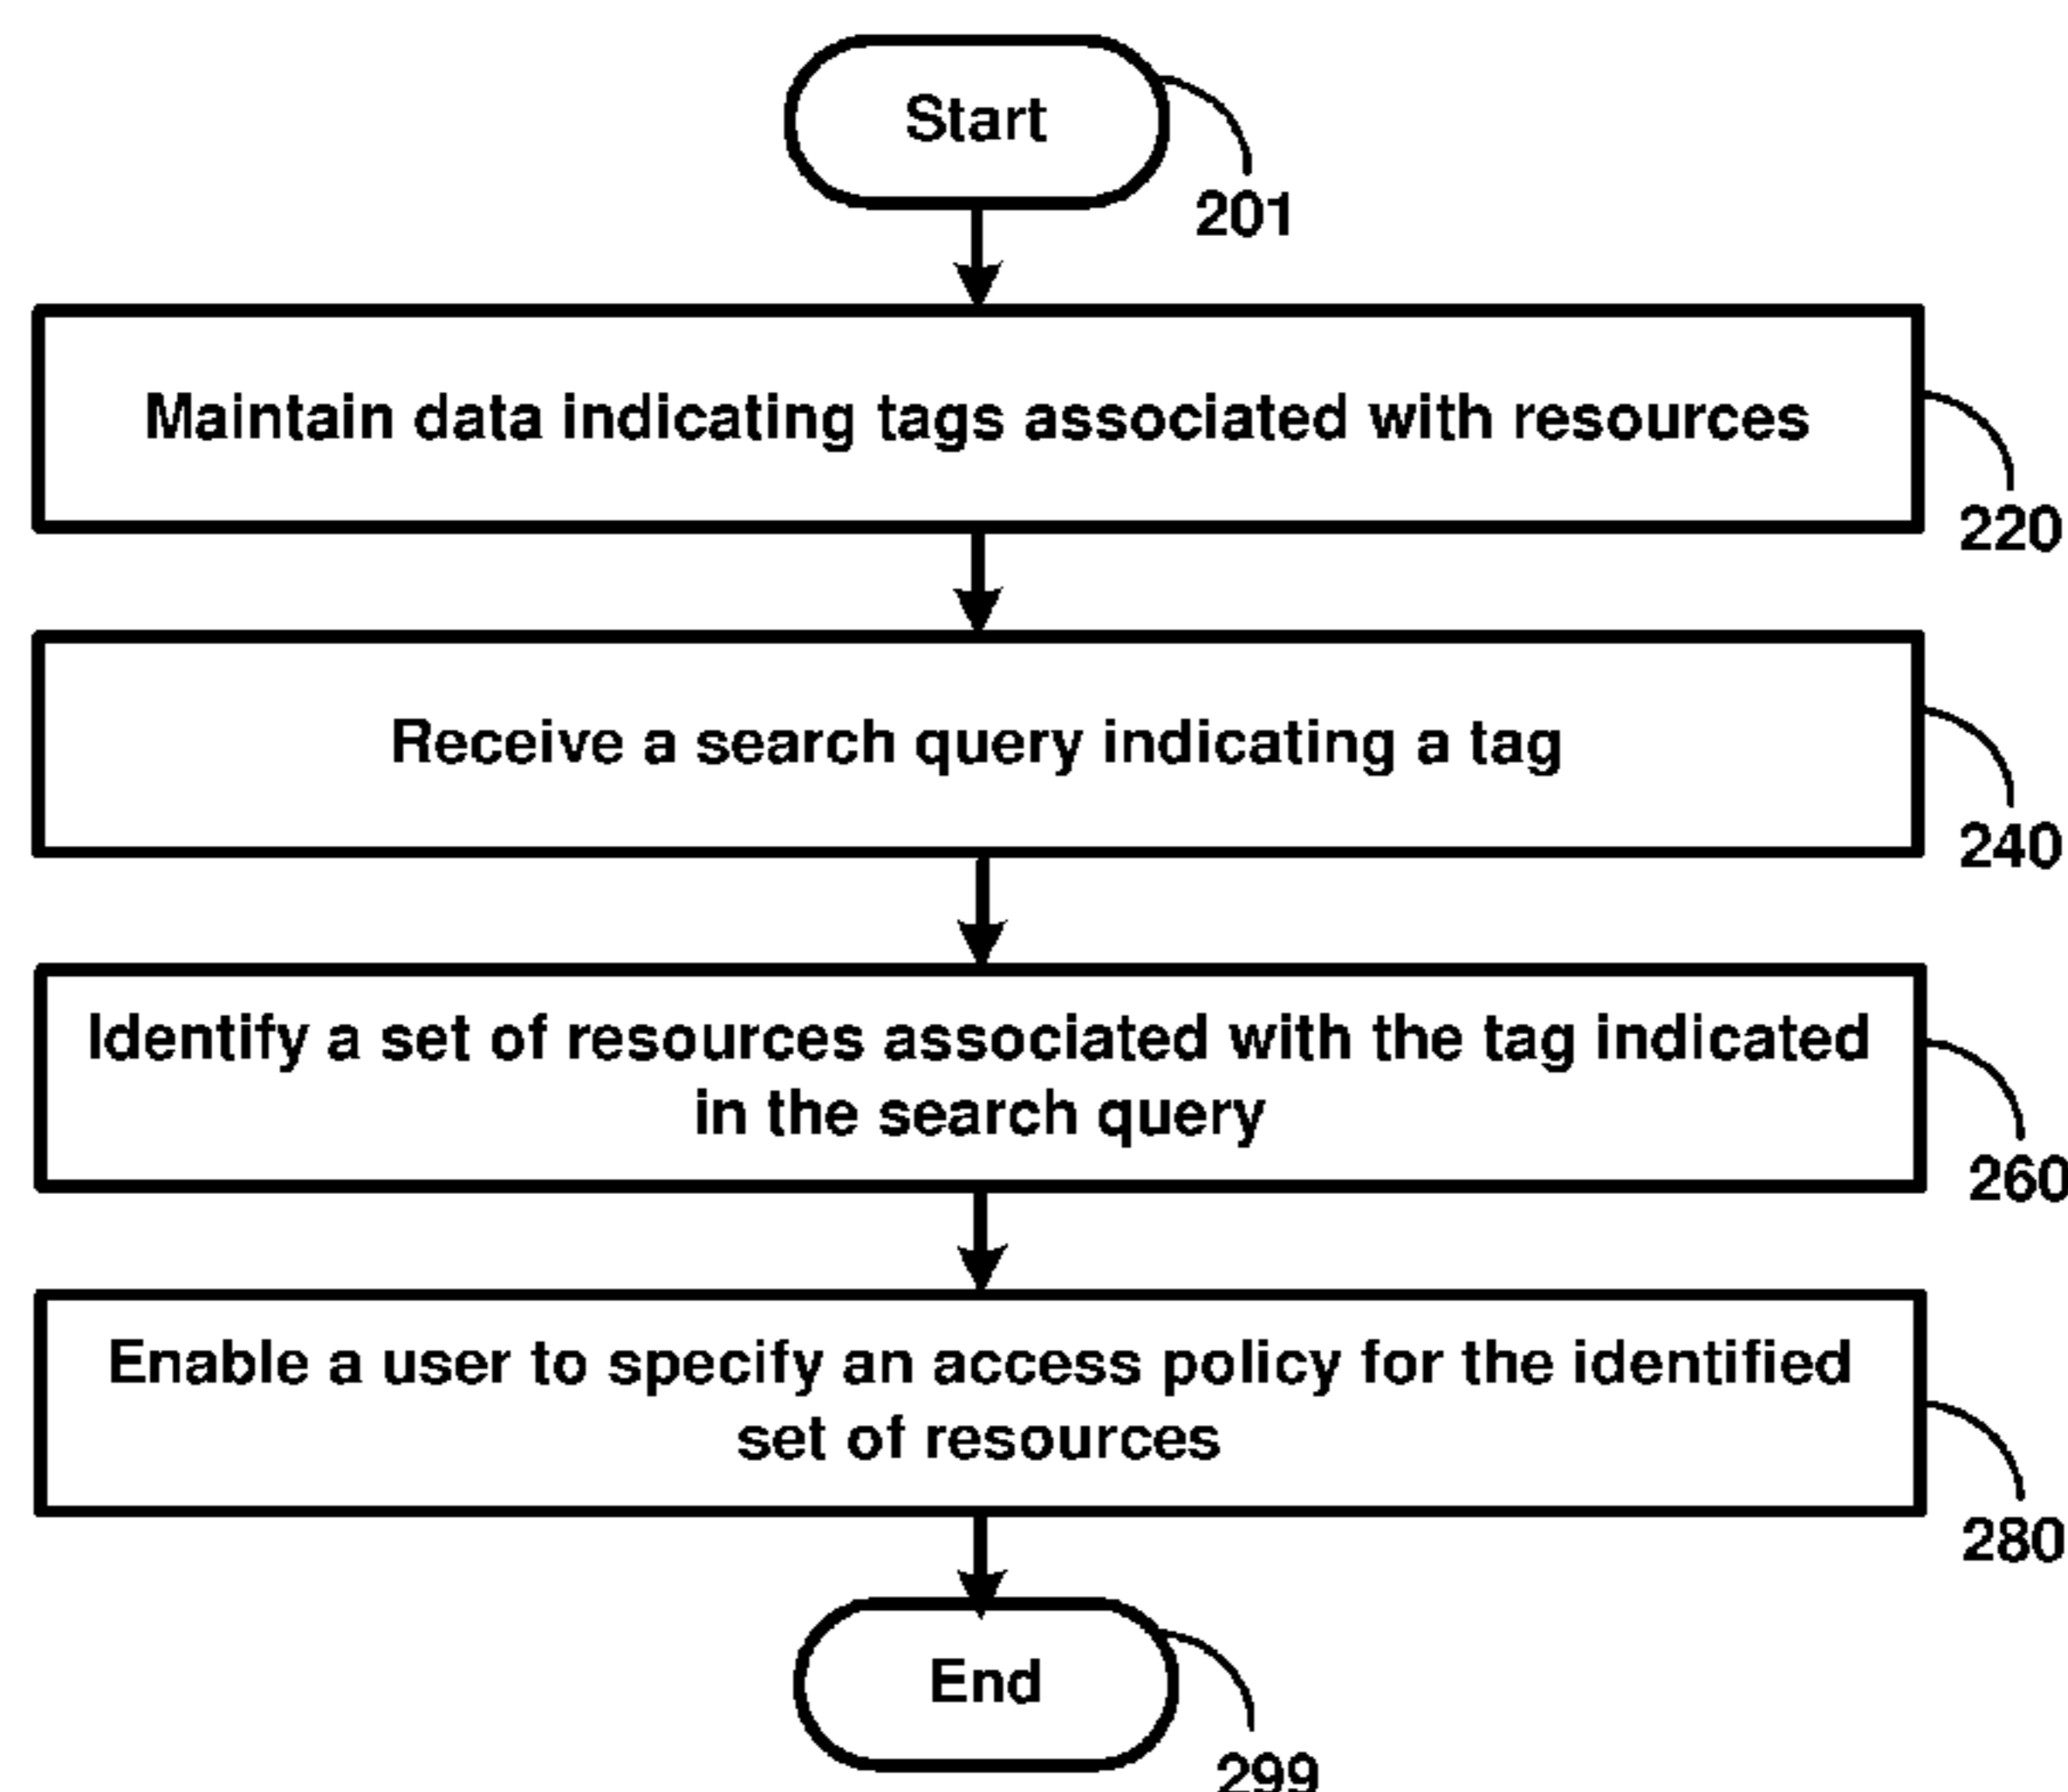 Start
201
Maintain data indicating tags associated with resources
220
Receive a search query indicating a tag
240
Identify a set of resources associated with the tag indicated
in the search query
260
Enable a user to specify an access policy for the identified
set of resources
280
End
299